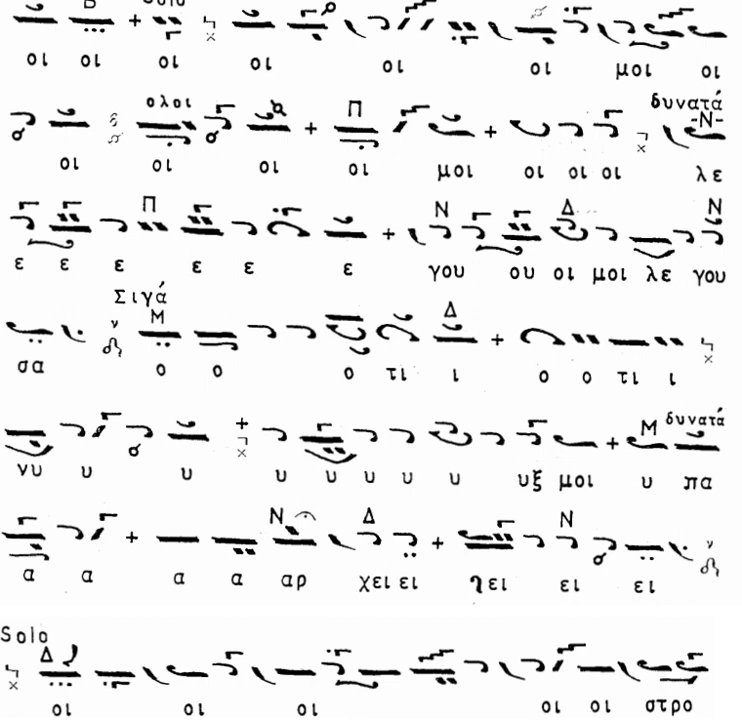 Solo
οι οι οι οι οι οι μοι οι
ολοι Π δυνατά
-Ν-
οι οι οι οι μοι οι οι οι λε
Π Ν Δ Ν
ε ε ε ε ε ε γου ου οι μοι λε γου
Σιγά
Μ Δ
σα ο ο ο τι ι ο ο τι ι
Μ δυνατά
νυ υ υ υ υ υ υ υ υξ μοι υ πα
Ν Δ Ν
α α α α αρ χει ει ει ει
Solo
Δ
οι οι οι οι οι στρο